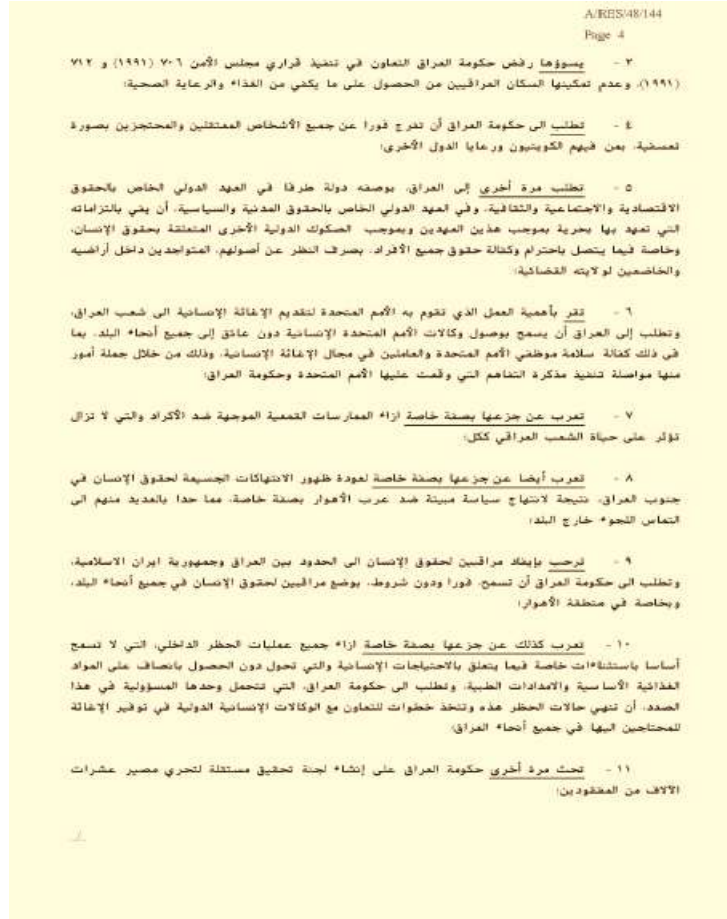 A/RES/48/144
Page 4
٣ - يسوؤها رفض حكومة العراق التعاون في تنفيذ قراري مجلس الأمن ٧٠٦ (١٩٩١) و ٧١٢
(١٩٩١)، وعدم تمكينها السكان العراقيين من الحصول على ما يكفي من الغذاء والرعاية الصحية؛
٤ - تطلب الى حكومة العراق أن تفرج فورا عن جميع الأشخاص المعتقلين والمحتجزين بصورة
تعسفية، بمن فيهم الكويتيون ورعايا الدول الأخرى؛
٥ - تطلب مرة أخرى إلى العراق، بوصفه دولة طرفا في العهد الدولي الخاص بالحقوق
الاقتصادية والاجتماعية والثقافية، وفي العهد الدولي الخاص بالحقوق المدنية والسياسية، أن يفي بالتزاماته
التي تعهد بها بحرية بموجب هذين العهدين وبموجب الصكوك الدولية الأخرى المتعلقة بحقوق الإنسان،
وخاصة فيما يتصل باحترام وكفالة حقوق جميع الأفراد، بصرف النظر عن أصولهم، المتواجدين داخل أراضيه
والخاضعين لولايته القضائية؛
٦ - تقر بأهمية العمل الذي تقوم به الأمم المتحدة لتقديم الإغاثة الإنسانية الى شعب العراق،
وتطلب إلى العراق أن يسمح بوصول وكالات الأمم المتحدة الإنسانية دون عائق إلى جميع أنحاء البلد، بما
في ذلك كفالة سلامة موظفي الأمم المتحدة والعاملين في مجال الإغاثة الإنسانية، وذلك من خلال جملة أمور
منها مواصلة تنفيذ مذكرة التفاهم التي وقعت عليها الأمم المتحدة وحكومة العراق؛
٧ - تعرب عن جزعها بصفة خاصة ازاء الممارسات القمعية الموجهة ضد الأكراد والتي لا تزال
تؤثر على حياة الشعب العراقي ككل؛
٨ - تعرب أيضا عن جزعها بصفة خاصة لعودة ظهور الانتهاكات الجسيمة لحقوق الإنسان في
جنوب العراق، نتيجة لانتهاج سياسة مبيتة ضد عرب الأهوار بصفة خاصة، مما حدا بالعديد منهم الى
التماس اللجوء خارج البلد؛
٩ - ترحب بإيفاد مراقبين لحقوق الإنسان الى الحدود بين العراق وجمهورية ايران الاسلامية،
وتطلب الى حكومة العراق أن تسمح، فورا ودون شروط، بوضع مراقبين لحقوق الإنسان في جميع أنحاء البلد،
وبخاصة في منطقة الأهوار؛
١٠ - تعرب كذلك عن جزعها بصفة خاصة ازاء جميع عمليات الحظر الداخلي، التي لا تسمح
أساسا باستثناءات خاصة فيما يتعلق بالاحتياجات الإنسانية والتي تحول دون الحصول بانصاف على المواد
الغذائية الأساسية والامدادات الطبية، وتطلب الى حكومة العراق، التي تتحمل وحدها المسؤولية في هذا
الصدد، أن تنهي حالات الحظر هذه وتتخذ خطوات للتعاون مع الوكالات الإنسانية الدولية في توفير الإغاثة
للمحتاجين اليها في جميع أنحاء العراق؛
١١ - تحث مرة أخرى حكومة العراق على إنشاء لجنة تحقيق مستقلة لتحري مصير عشرات
الآلاف من المفقودين؛
/..